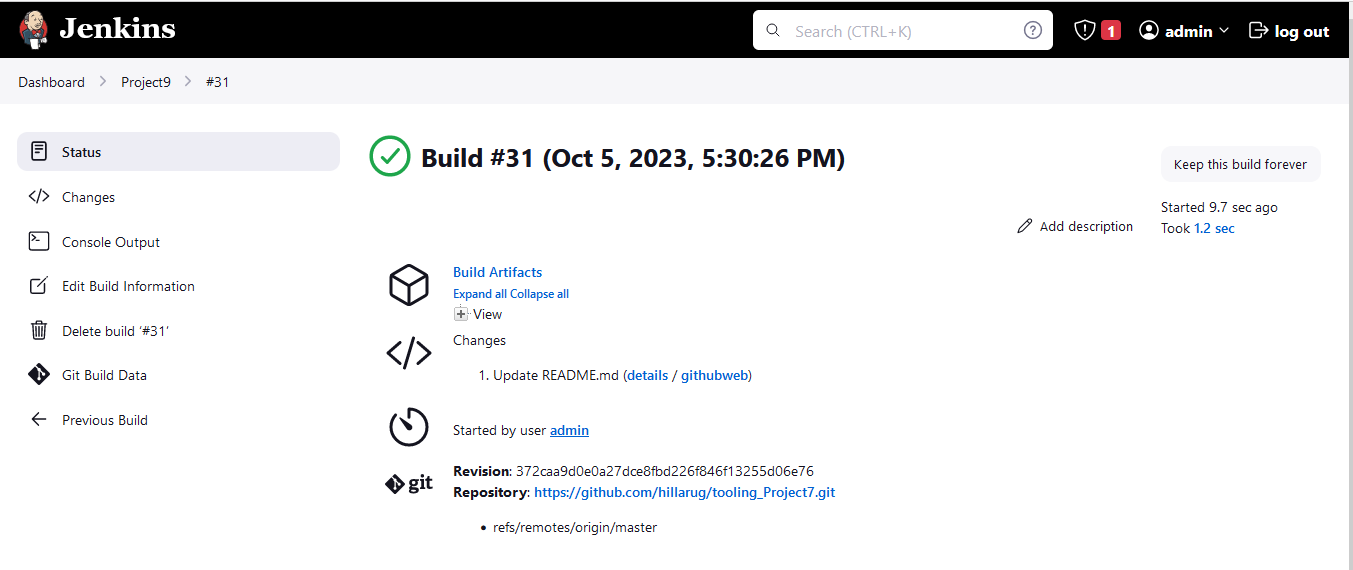 Jenkins
Search (CTRL+K)
1
admin
log out
Dashboard
Project9
#31
Status
Changes
Console Output
Edit Build Information
Delete build ‘#31’
Git Build Data
Previous Build
Build #31 (Oct 5, 2023, 5:30:26 PM)
Keep this build forever
Started 9.7 sec ago
Took 1.2 sec
Add description
Build Artifacts
Expand all Collapse all
View
Changes
1. Update README.md (details / githubweb)
Started by user admin
git
Revision: 372caa9d0e0a27dce8fbd226f846f13255d06e76
Repository: https://github.com/hillarug/tooling_Project7.git
• refs/remotes/origin/master